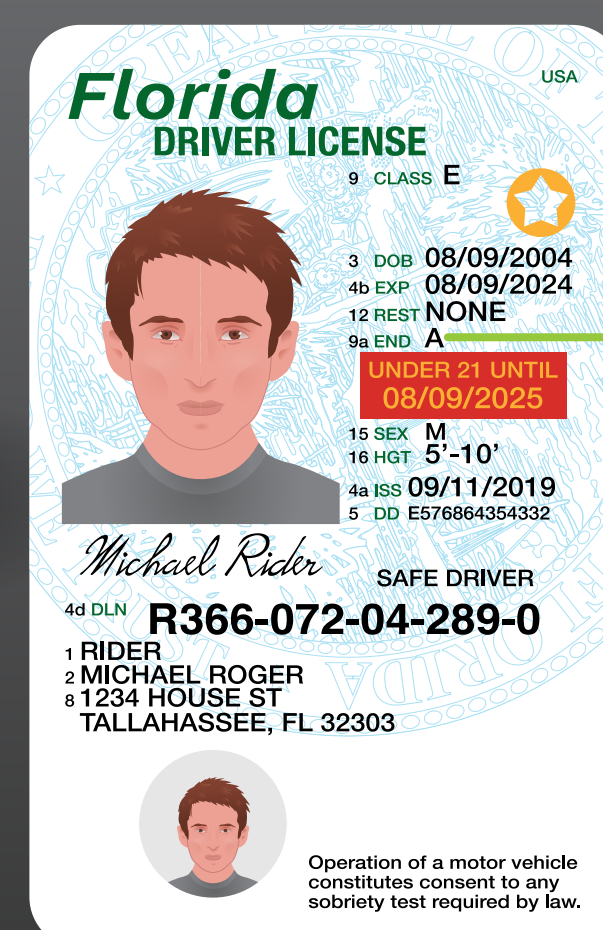 Florida
USA
DRIVER LICENSE
9 CLASS E
3 DOB 08/09/2004
4b EXP 08/09/2024
12 REST NONE
9a END A
UNDER 21 UNTIL
08/09/2025
15 SEX M
16 HGT 5'-10'
4a ISS 09/11/2019
5 DD E576864354332
Michael Rider
SAFE DRIVER
4d DLN R366-072-04-289-0
1 RIDER
2 MICHAEL ROGER
8 1234 HOUSE ST
TALLAHASSEE, FL 32303
Operation of a motor vehicle
constitutes consent to any
sobriety test required by law.